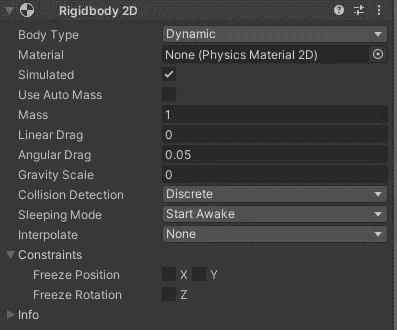 Rigidbody 2D
Body Type Dynamic
Material None (Physics Material 2D)
Simulated
Use Auto Mass
Mass 1
Linear Drag 0
Angular Drag 0.05
Gravity Scale 0
Collision Detection Discrete
Sleeping Mode Start Awake
Interpolate None
Constraints
Freeze Position X Y
Freeze Rotation Z
Info